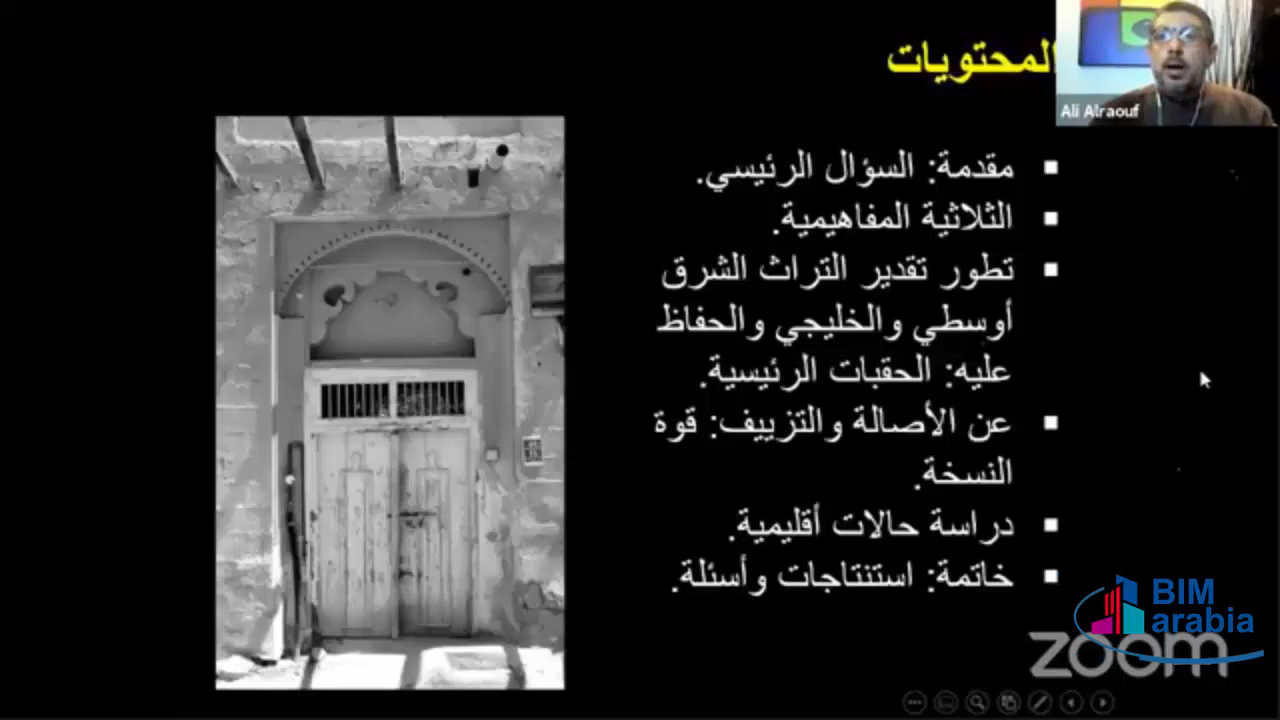 المحتويات
Ali Alraouf
مقدمة: السؤال الرئيسي.
الثلاثية المفاهيمية.
تطور تقدير التراث الشرق
أوسطي والخليجي والحفاظ
عليه: الحقبات الرئيسية.
عن الأصالة والتزييف: قوة
النسخة.
دراسة حالات أقليمية.
خاتمة: استنتاجات وأسئلة.
BIM
arabia
zoom